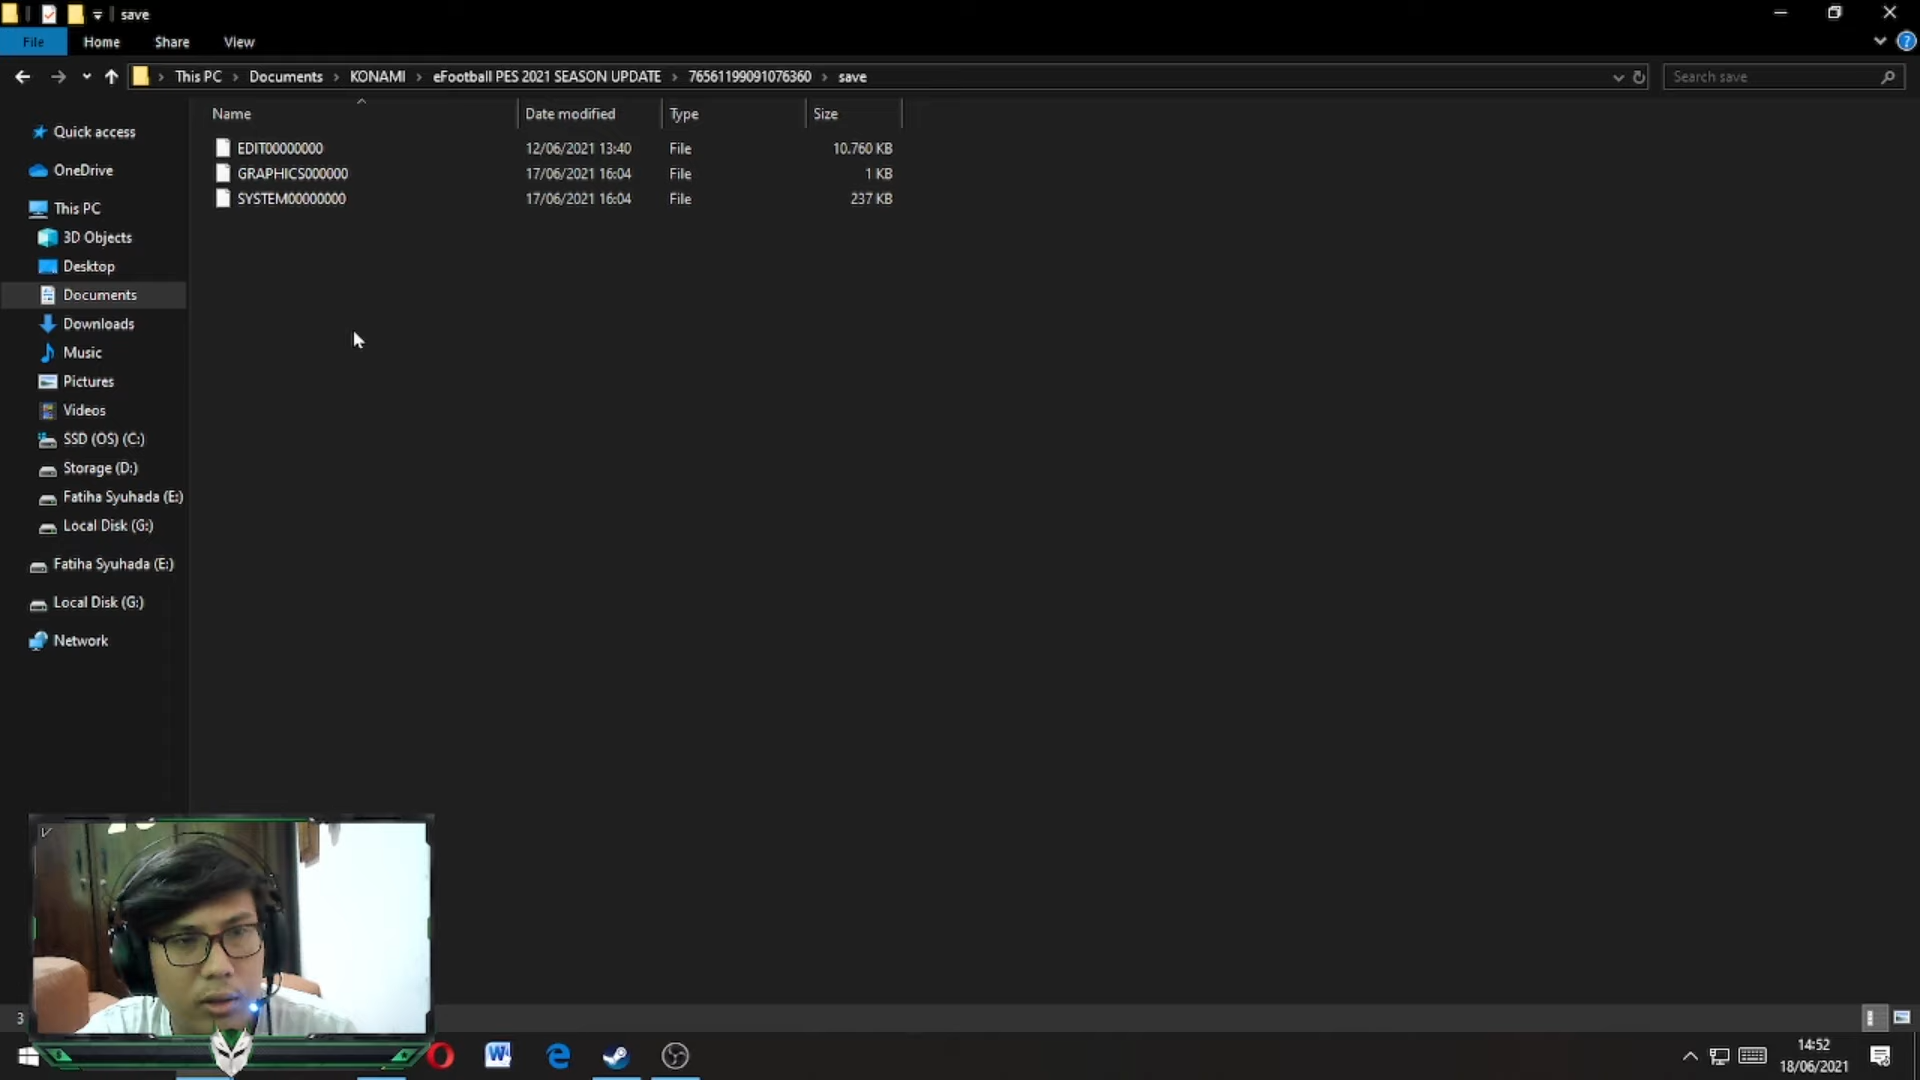 save
File Home Share View
This PC Documents KONAMI eFootball PES 2021 SEASON UPDATE 76561199091076360 save Search save
Name Date modified Type Size
EDIT00000000 12/06/2021 13:40 File 10.760 KB
GRAPHICS000000 17/06/2021 16:04 File 1 KB
SYSTEM00000000 17/06/2021 16:04 File 237 KB
Quick access
OneDrive
This PC
3D Objects
Desktop
Documents
Downloads
Music
Pictures
Videos
SSD (OS) (C:)
Storage (D:)
Fatiha Syuhada (E:)
Local Disk (G:)
Fatiha Syuhada (E:)
Local Disk (G:)
Network
3
14:52
18/06/2021